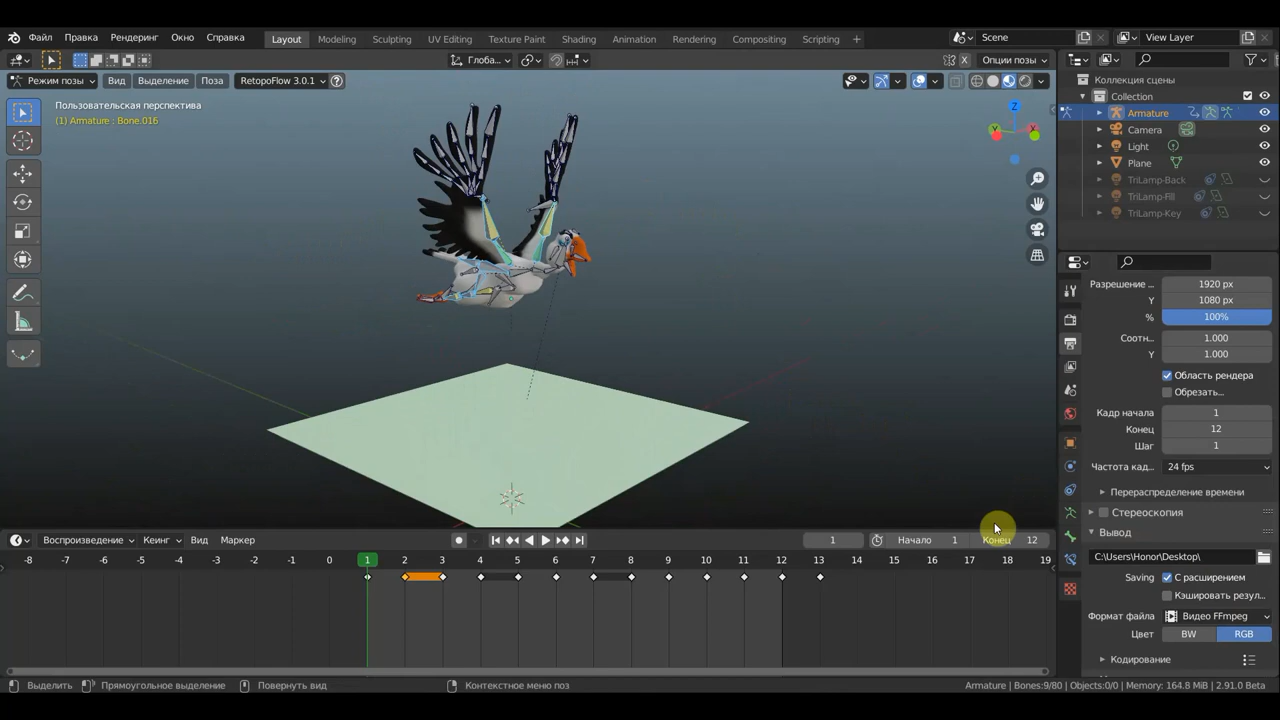 Файл Правка Рендеринг Окно Справка Layout Modeling Sculpting UV Editing Texture Paint Shading Animation Rendering Compositing Scripting + Scene View Layer
Глоба... X Опции позы
Режим позы Вид Выделение Поза RetopoFlow 3.0.1
Коллекция сцены
Пользовательская перспектива
Collection
(1) Armature : Bone.016
Armature
Camera
Light
Plane
TriLamp-Back
TriLamp-Fill
TriLamp-Key
Z
Y
X
Разрешение ... 1920 px
Y 1080 px
% 100%
Соотн... 1.000
Y 1.000
Область рендера
Обрезать...
Кадр начала 1
Конец 12
Шаг 1
Частота кад... 24 fps
Перераспределение времени
Стереоскопия
Вывод
C:\Users\Honor\Desktop\
Saving С расширением
Кэшировать резул...
Формат файла Видео FFmpeg
Цвет BW RGB
Кодирование
Воспроизведение Кеинг Вид Маркер 1 Начало 1 Конец 12
-8 -7 -6 -5 -4 -3 -2 -1 0 1 2 3 4 5 6 7 8 9 10 11 12 13 14 15 16 17 18 19
Выделить Прямоугольное выделение Повернуть вид Контекстное меню поз Armature | Bones:9/80 | Objects:0/0 | Memory: 164.8 MiB | 2.91.0 Beta